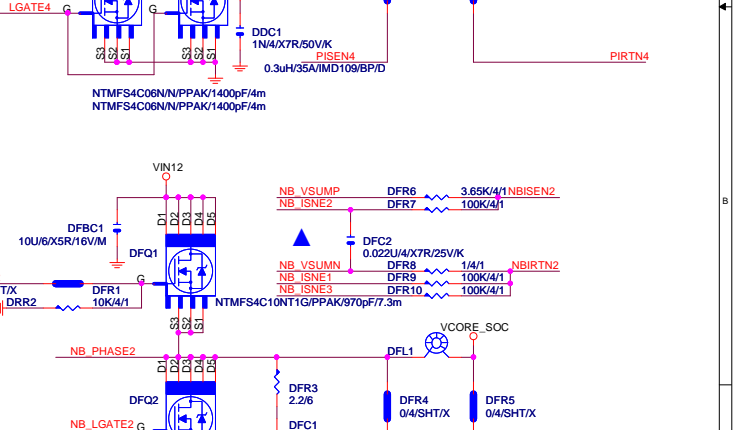 LGATE4
G
G
S3
S2
S1
S3
S2
S1
DDC1
1N/4/X7R/50V/K
PISEN4
PIRTN4
0.3uH/35A/IMD109/BP/D
NTMFS4C06N/N/PPAK/1400pF/4m
NTMFS4C06N/N/PPAK/1400pF/4m
VIN12
NB_VSUMP
DFR6
3.65K/4/1
NBISEN2
NB_ISNE2
DFR7
100K/4/1
B
D1
D2
D3
D4
D5
DFBC1
10U/6/X5R/16V/M
DFQ1
DFC2
0.022U/4/X7R/25V/K
NB_VSUMN
DFR8
1/4/1
NBIRTN2
NB_ISNE1
DFR9
100K/4/1
NB_ISNE3
DFR10
100K/4/1
G
T/X
DFR1
DRR2
10K/4/1
NTMFS4C10NT1G/PPAK/970pF/7.3m
S3
S2
S1
VCORE_SOC
NB_PHASE2
DFL1
D1
D2
D3
D4
D5
DFQ2
DFR3
2.2/6
DFR4
0/4/SHT/X
DFR5
0/4/SHT/X
NB_LGATE2
G
DFC1